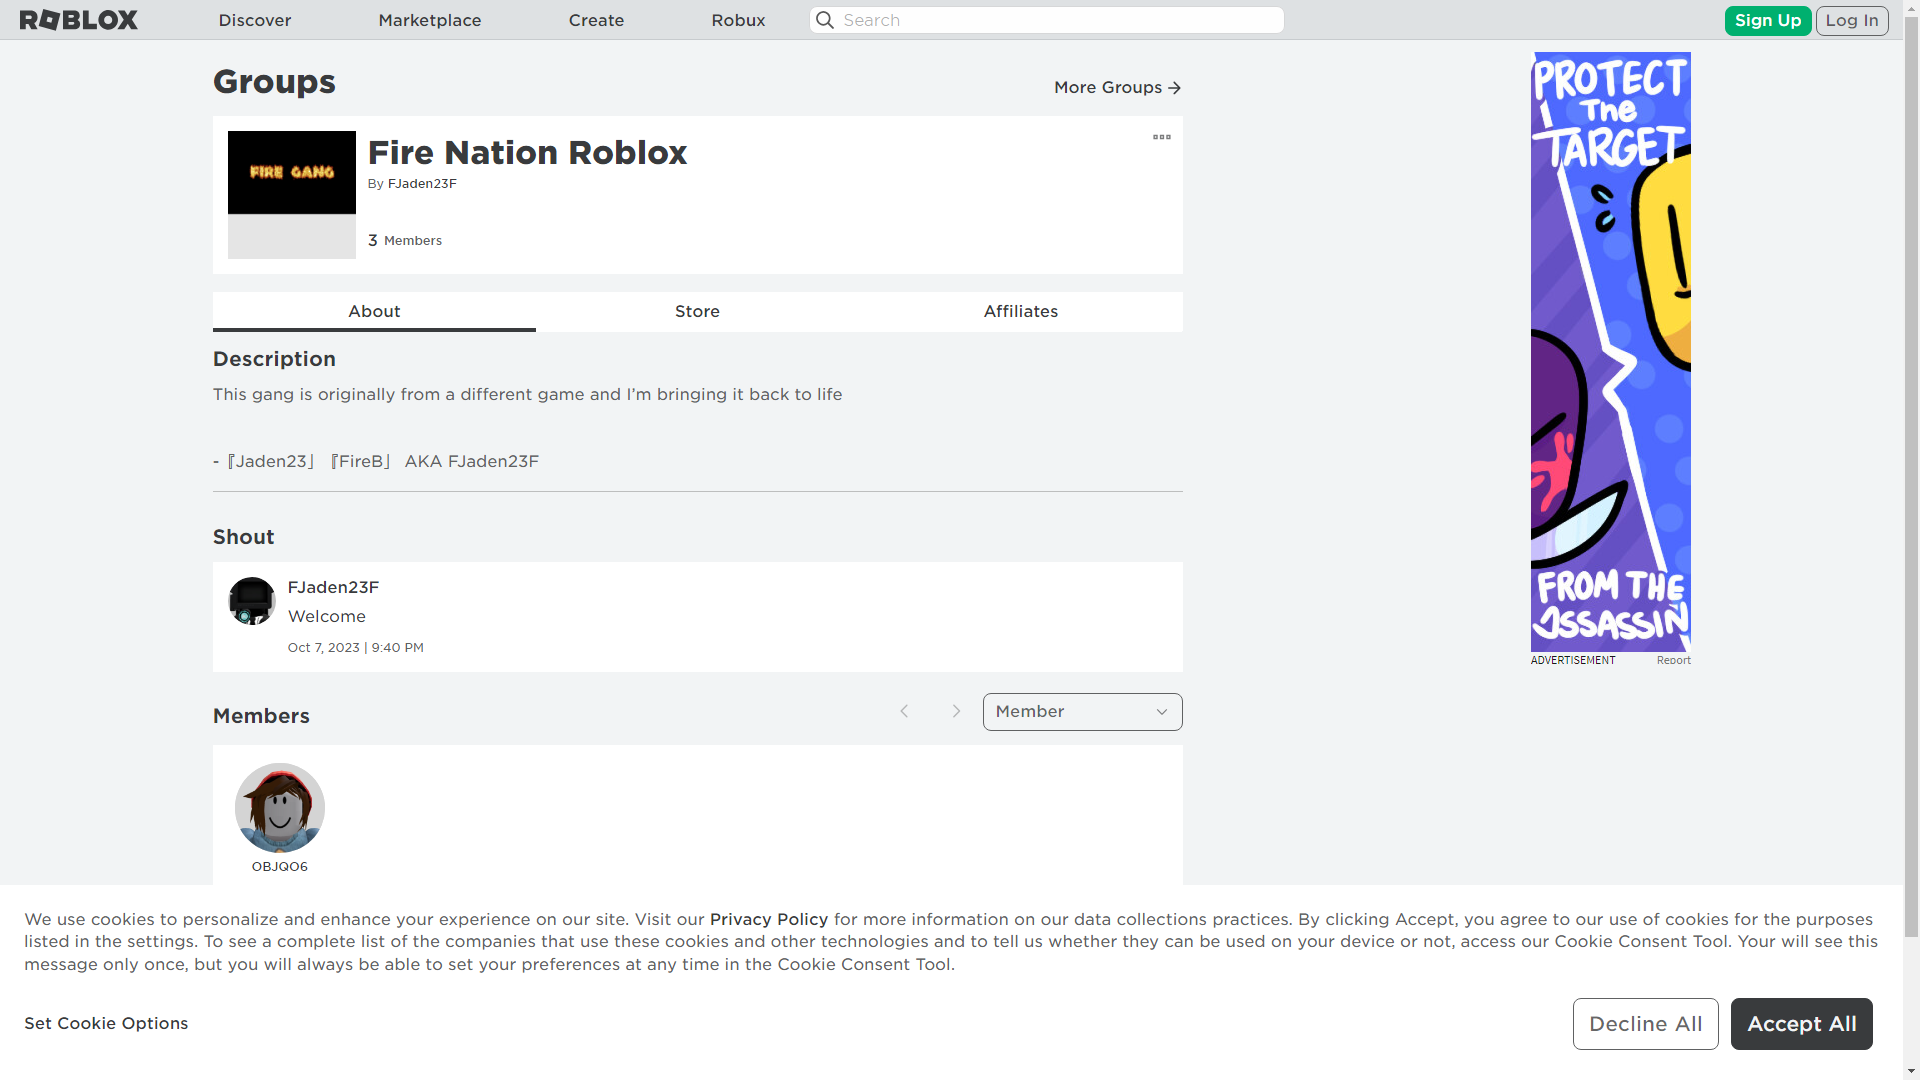 ROBLOX
Discover
Marketplace
Create
Robux
Search
Sign Up
Log In
Groups
More Groups
FIRE GANG
Fire Nation Roblox
By FJaden23F
3 Members
About
Store
Affiliates
Description
This gang is originally from a different game and I’m bringing it back to life
-『Jaden23』『FireB』 AKA FJaden23F
Shout
FJaden23F
Welcome
Oct 7, 2023 | 9:40 PM
Members
Member
OBJQO6
PROTECT
The
TARGET
FROM THE
ASSASSIN
ADVERTISEMENT
Report
We use cookies to personalize and enhance your experience on our site. Visit our Privacy Policy for more information on our data collections practices. By clicking Accept, you agree to our use of cookies for the purposes
listed in the settings. To see a complete list of the companies that use these cookies and other technologies and to tell us whether they can be used on your device or not, access our Cookie Consent Tool. Your will see this
message only once, but you will always be able to set your preferences at any time in the Cookie Consent Tool.
Set Cookie Options
Decline All
Accept All